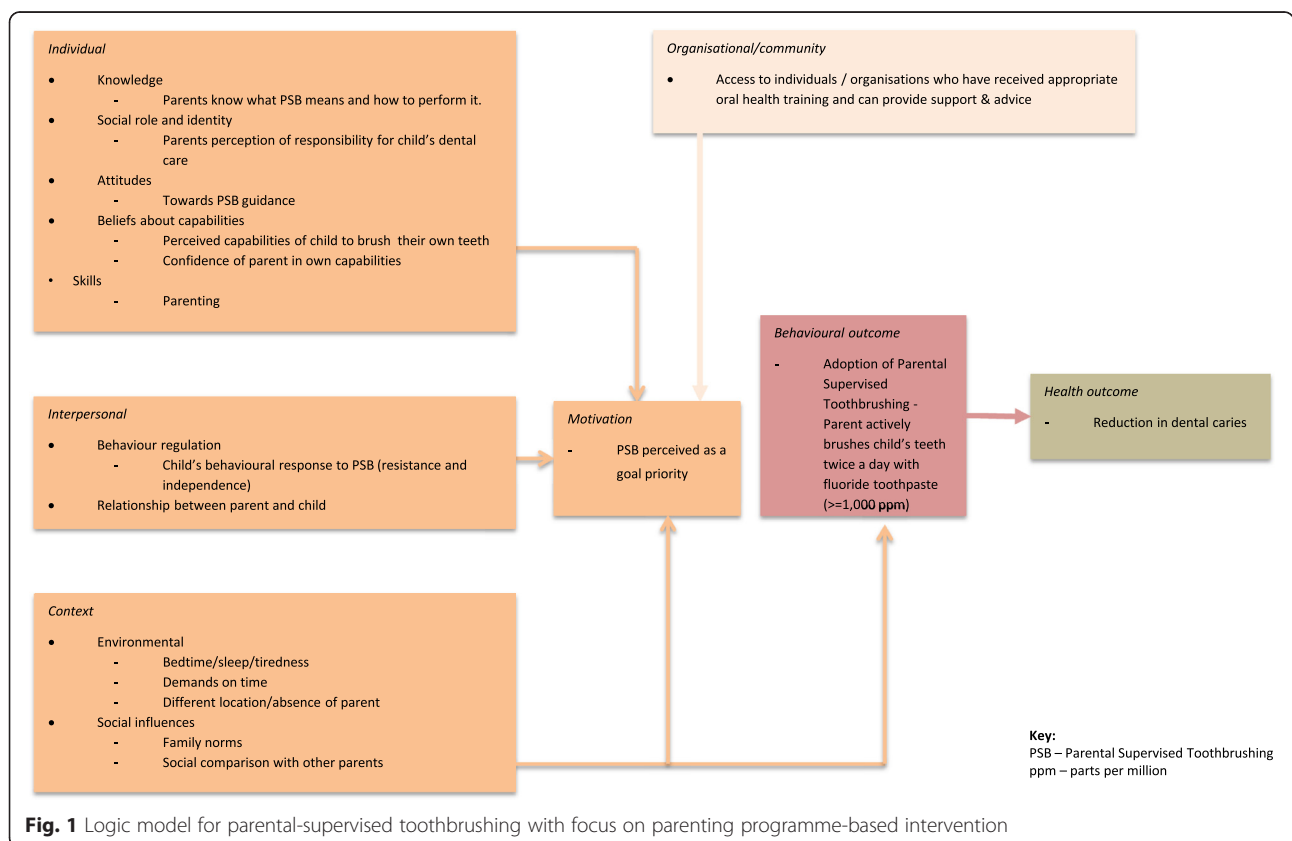 Individual
• Knowledge
- Parents know what PSB means and how to perform it.
• Social role and identity
- Parents perception of responsibility for child's dental
care
• Attitudes
- Towards PSB guidance
• Beliefs about capabilities
- Perceived capabilities of child to brush their own teeth
- Confidence of parent in own capabilities
• Skills
- Parenting
Organisational/community
• Access to individuals / organisations who have received appropriate
oral health training and can provide support & advice
Interpersonal
• Behaviour regulation
- Child's behavioural response to PSB (resistance and
independence)
• Relationship between parent and child
Motivation
- PSB perceived as a
goal priority
Behavioural outcome
- Adoption of Parental
Supervised
Toothbrushing -
Parent actively
brushes child's teeth
twice a day with
fluoride toothpaste
(>=1,000 ppm)
Health outcome
- Reduction in dental caries
Context
• Environmental
- Bedtime/sleep/tiredness
- Demands on time
- Different location/absence of parent
• Social influences
- Family norms
- Social comparison with other parents
Key:
PSB – Parental Supervised Toothbrushing
ppm – parts per million
Fig. 1 Logic model for parental-supervised toothbrushing with focus on parenting programme-based intervention